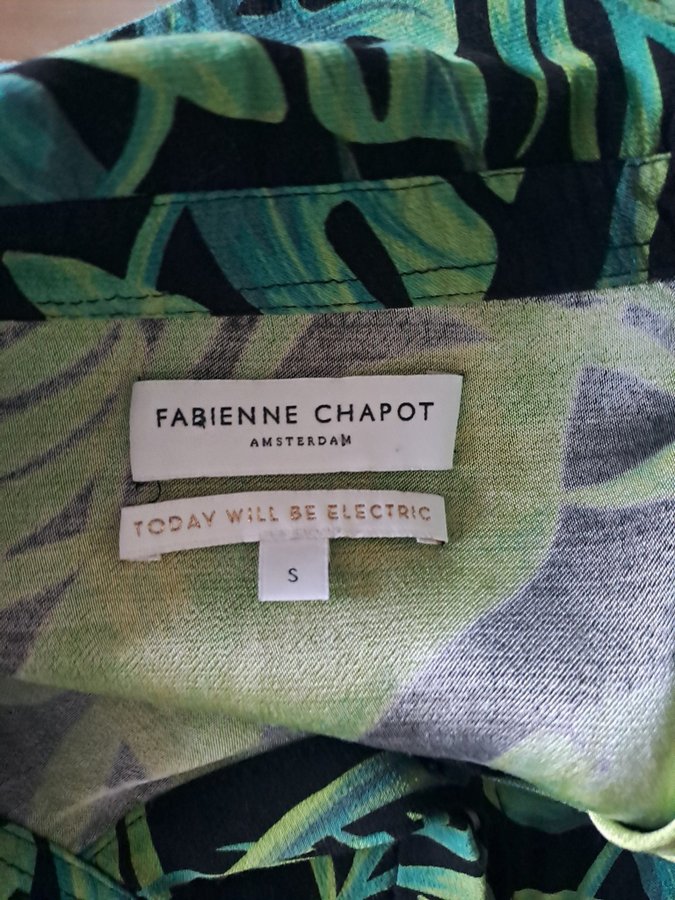 FABIENNE CHAPOT
AMSTERDAM
TODAY WILL BE ELECTRIC
S